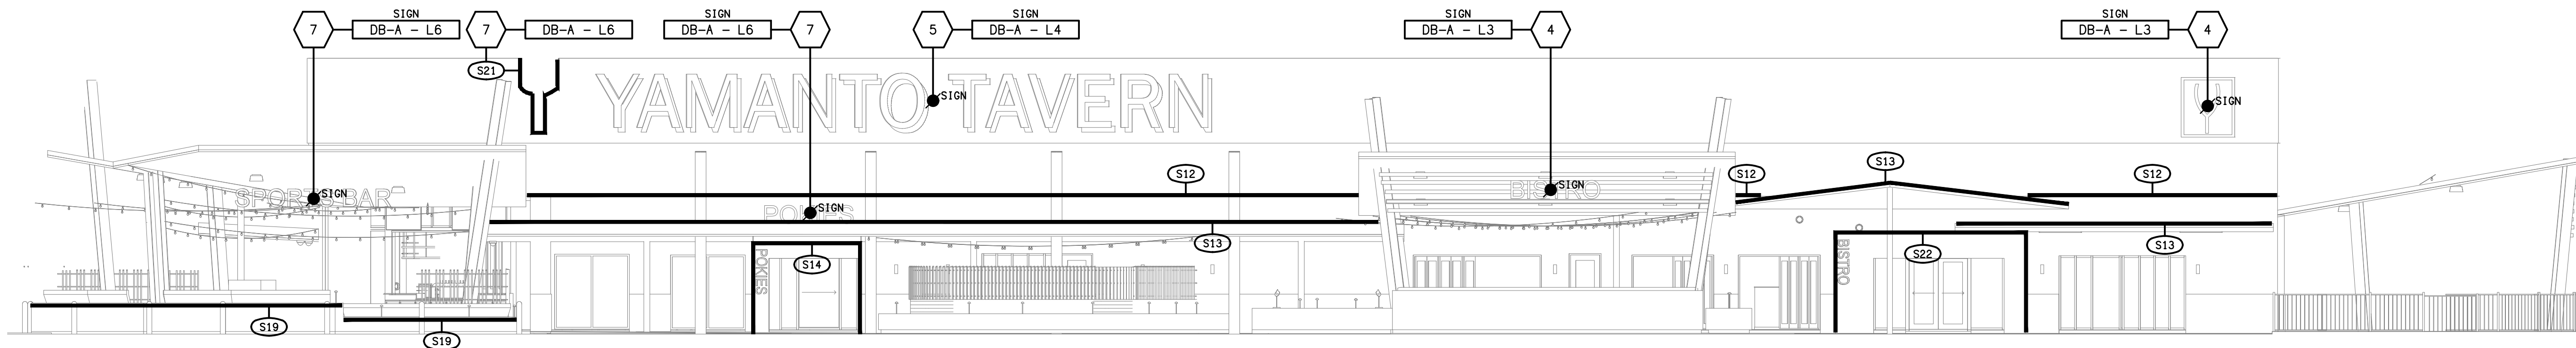 SIGN
7 DB-A - L6
7 DB-A - L6
SIGN
DB-A - L6 7
SIGN
5 DB-A - L4
SIGN
DB-A - L3 4
SIGN
DB-A - L3 4
S21
YAMANTO TAVERN
SIGN
SIGN
S12
S12
S13
S12
SPORTS BAR
SIGN
POKIES
SIGN
BISTRO
SIGN
S13
S13
S14
POKIES
S22
BISTRO
S19
S19